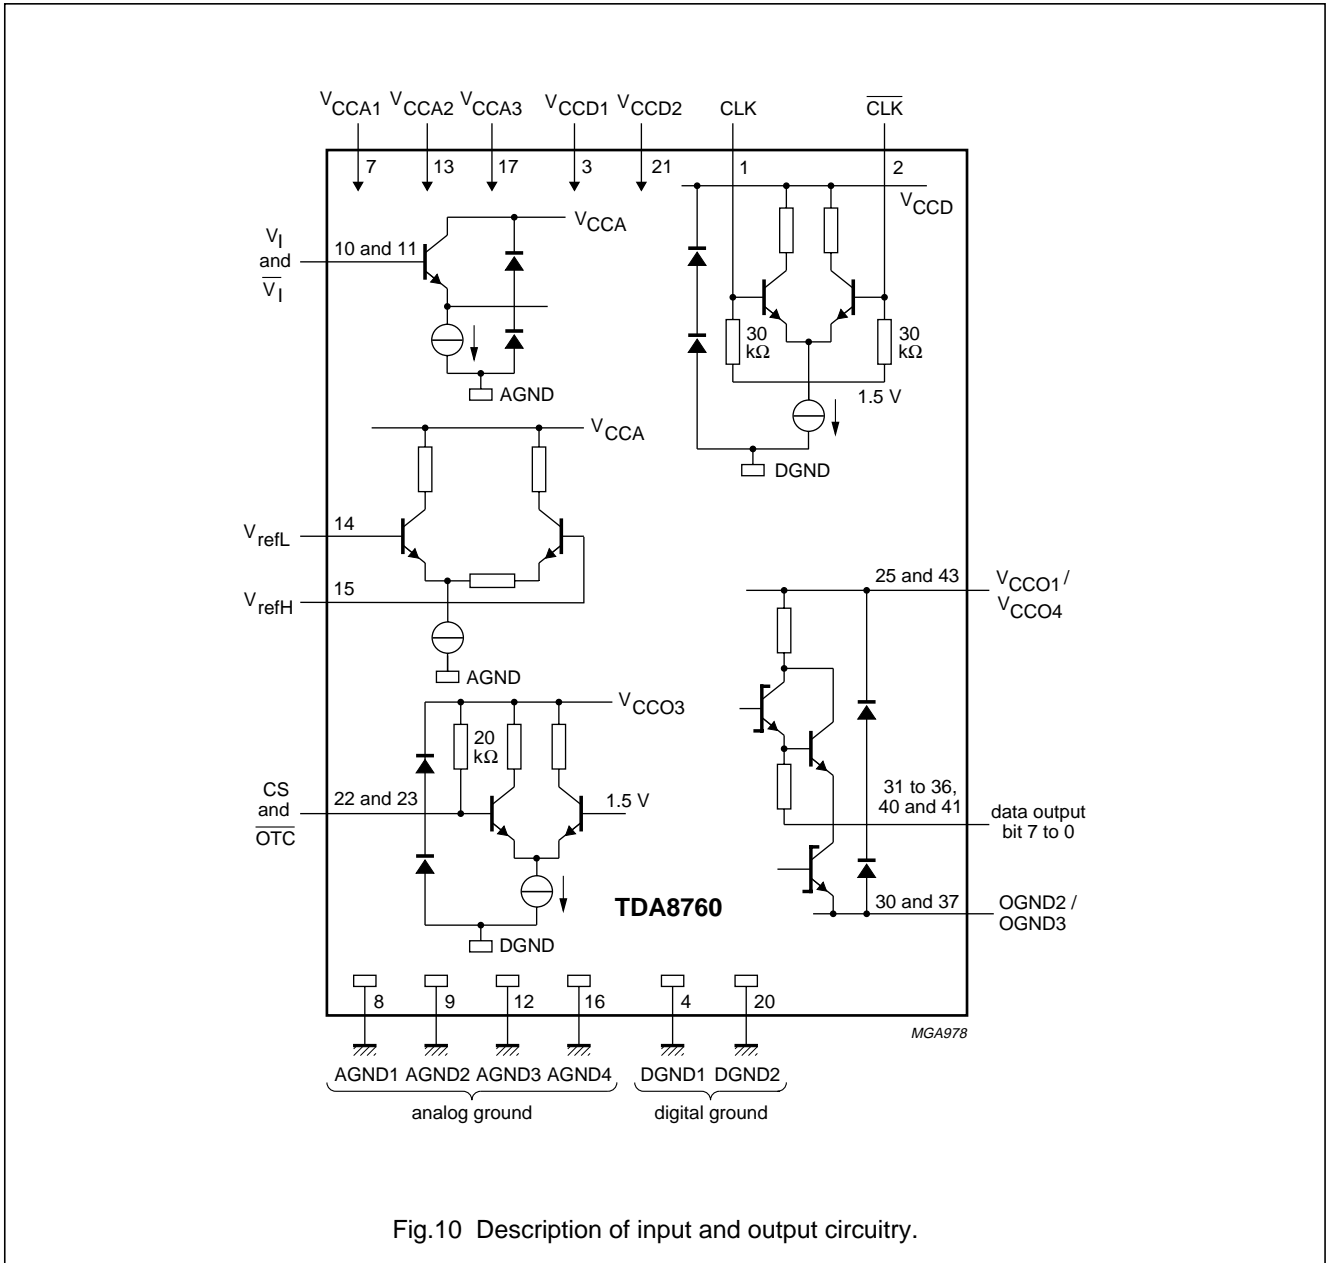 VCCA1 VCCA2 VCCA3 VCCD1 VCCD2 CLK C̅L̅K̅
7 13 17 3 21 1 2
VCCD
VCCA
VI
and
V̅I
10 and 11
30
kΩ
30
kΩ
1.5 V
AGND
VCCA
DGND
VrefL
14
VrefH
15
25 and 43
VCCO1 /
VCCO4
AGND
VCCO3
20
kΩ
CS
and
O̅T̅C̅
22 and 23
1.5 V
31 to 36,
40 and 41
data output
bit 7 to 0
TDA8760
30 and 37
OGND2 /
OGND3
DGND
8 9 12 16 4 20
MGA978
AGND1 AGND2 AGND3 AGND4 DGND1 DGND2
analog ground digital ground
Fig.10 Description of input and output circuitry.